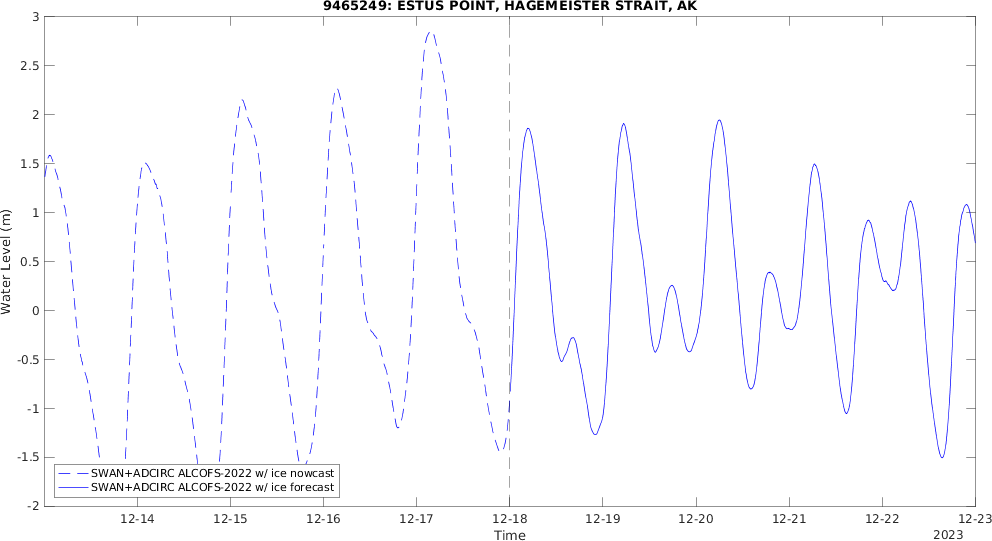 9465249: ESTUS POINT, HAGEMEISTER STRAIT, AK
3
2.5
2
1.5
1
0.5
0
-0.5
-1
-1.5
-2
Water Level (m)
SWAN+ADCIRC ALCOFS-2022 w/ ice nowcast
SWAN+ADCIRC ALCOFS-2022 w/ ice forecast
12-14 12-15 12-16 12-17 12-18 12-19 12-20 12-21 12-22 12-23
Time
2023